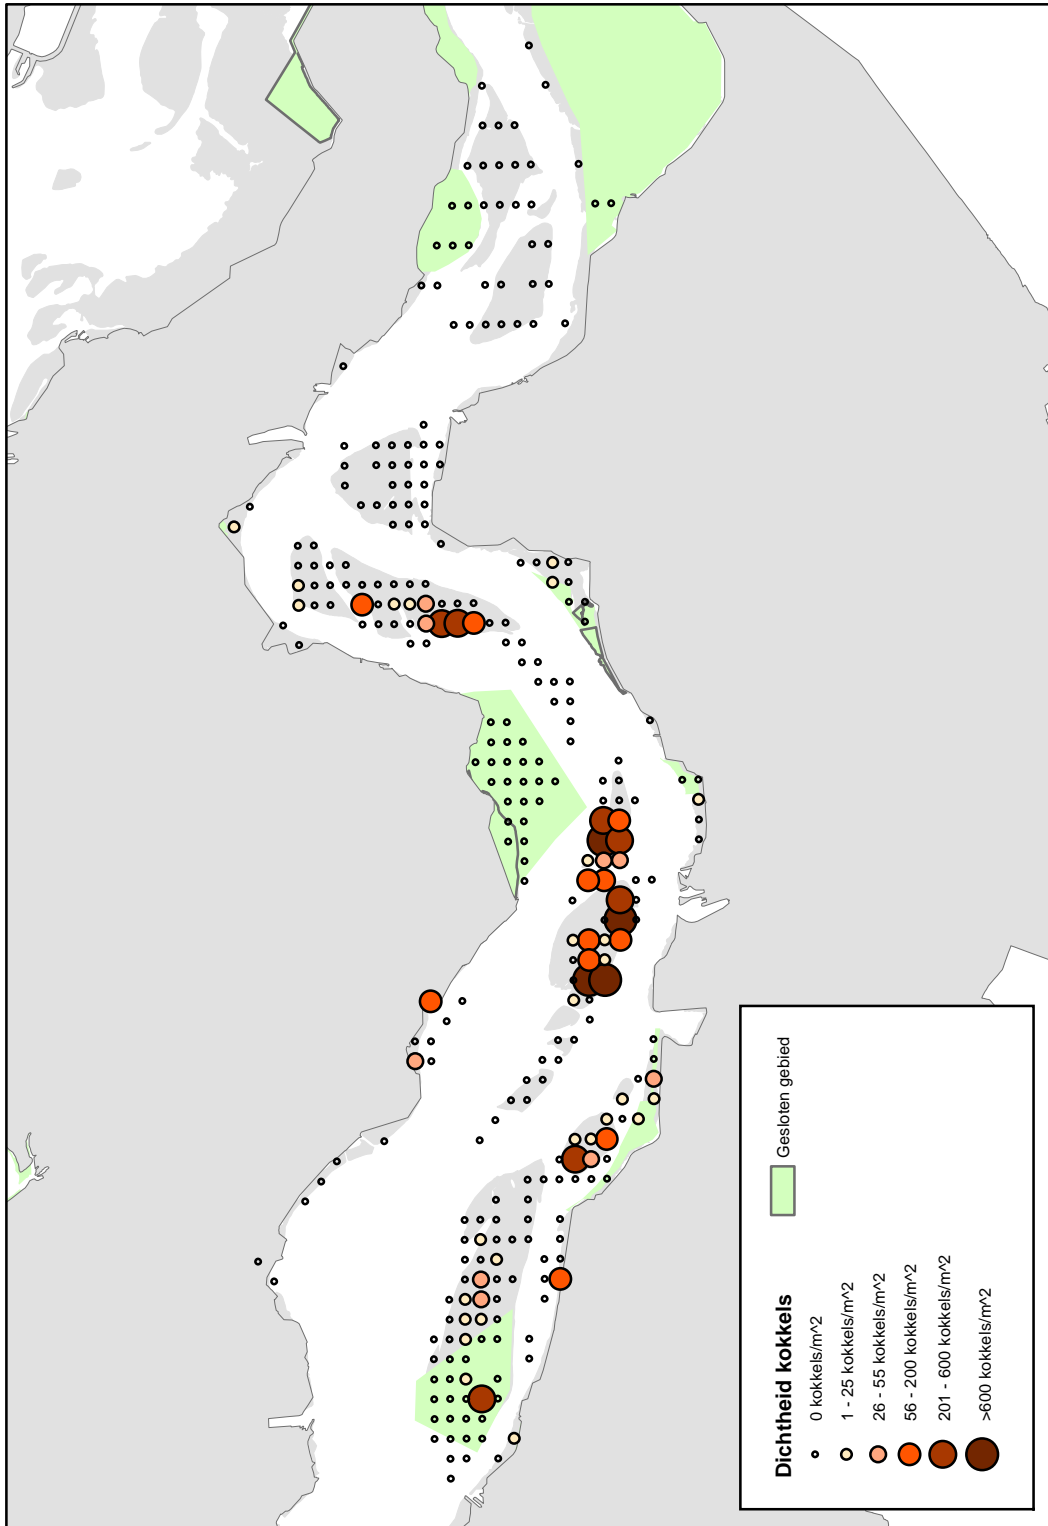 Dichtheid kokkels
0 kokkels/m^2
1 - 25 kokkels/m^2
26 - 55 kokkels/m^2
56 - 200 kokkels/m^2
201 - 600 kokkels/m^2
>600 kokkels/m^2
Gesloten gebied